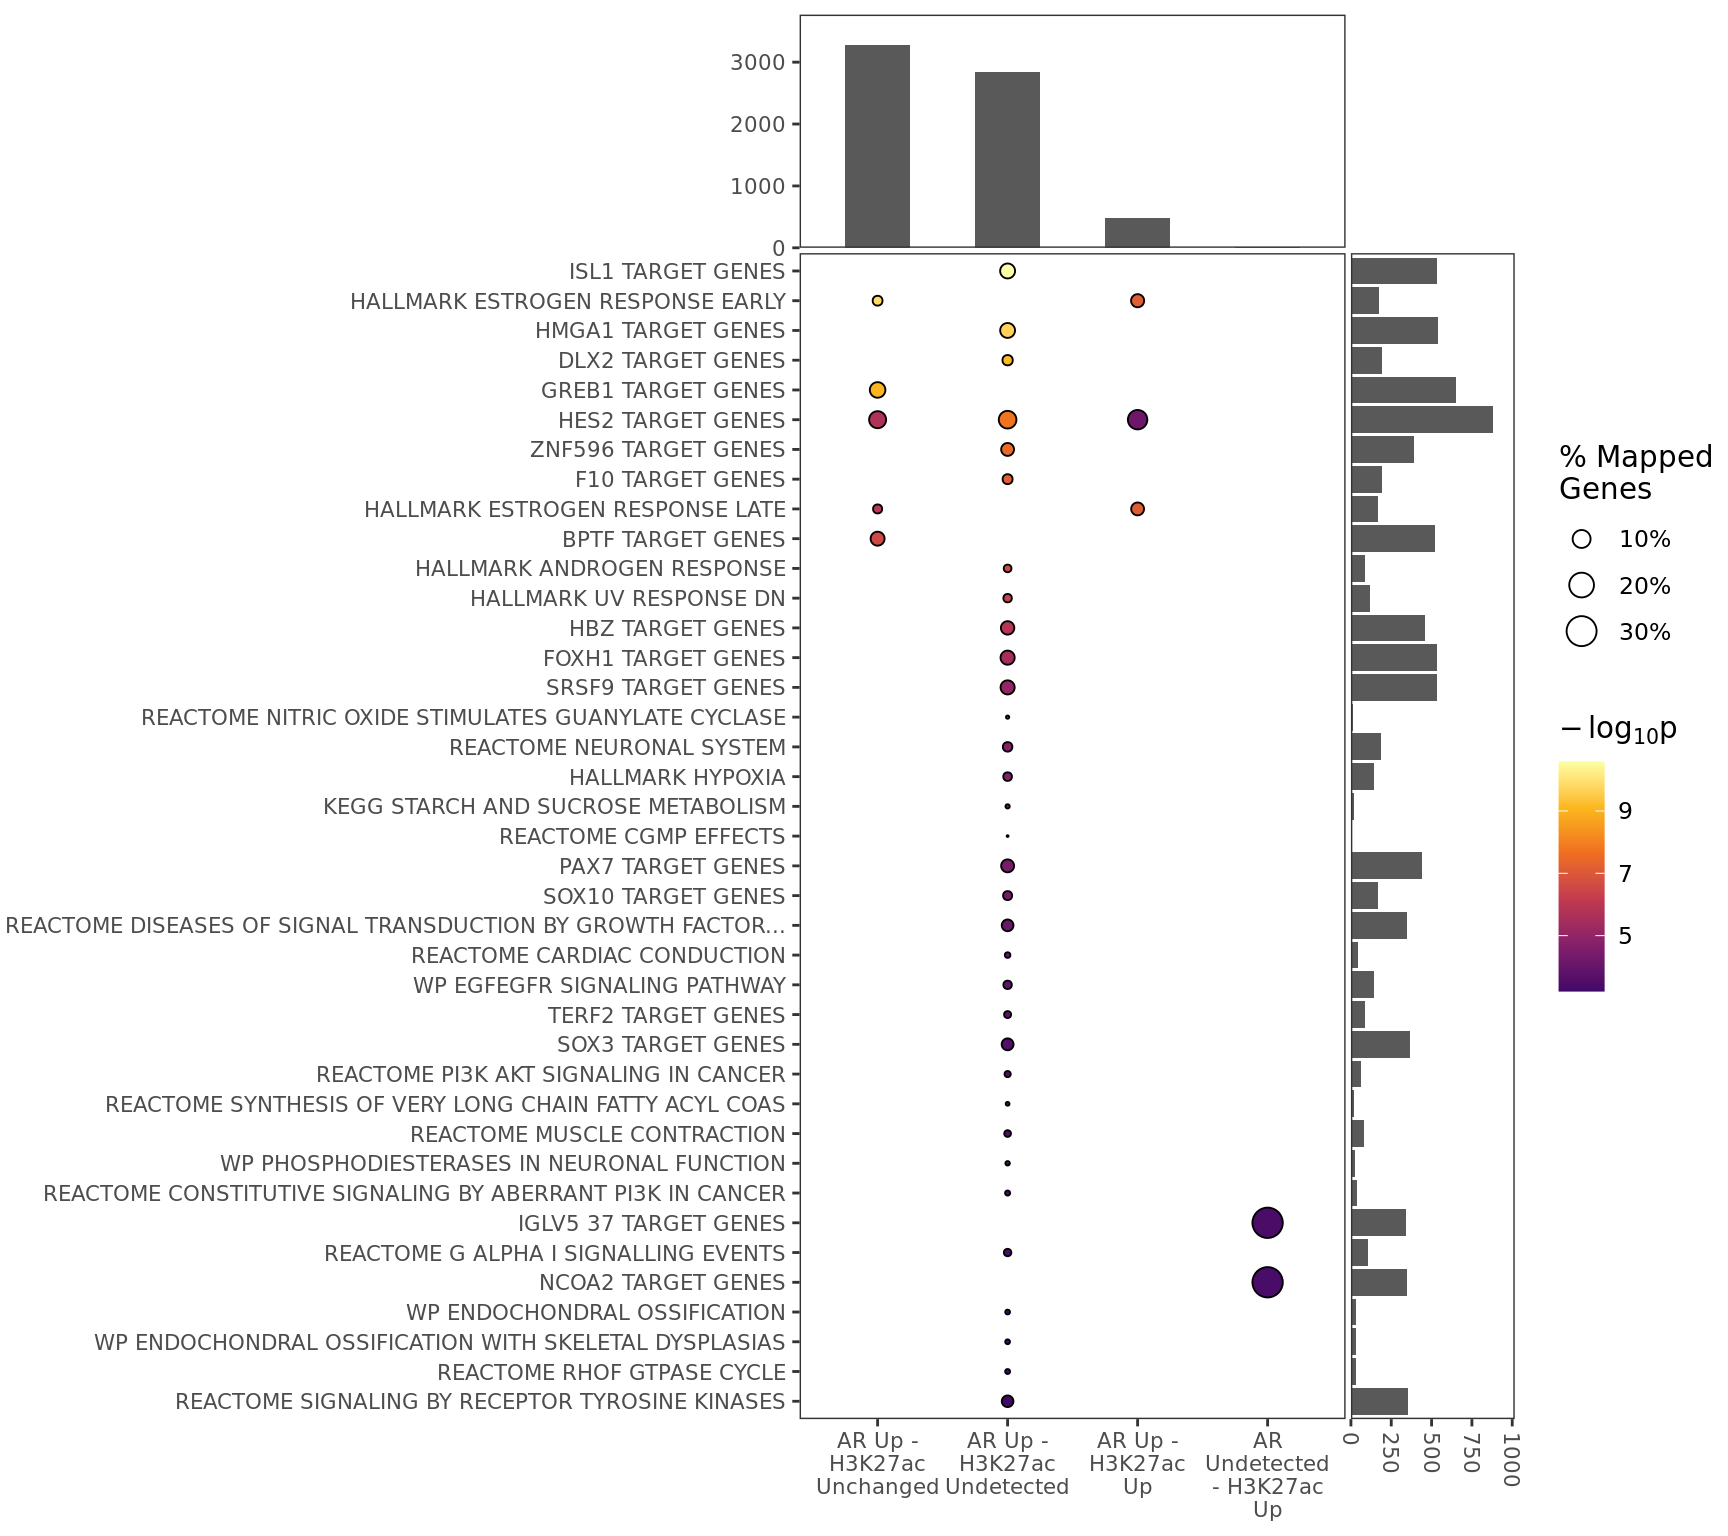 3000
2000
1000
0
ISL1 TARGET GENES
HALLMARK ESTROGEN RESPONSE EARLY
HMGA1 TARGET GENES
DLX2 TARGET GENES
GREB1 TARGET GENES
HES2 TARGET GENES
ZNF596 TARGET GENES
F10 TARGET GENES
HALLMARK ESTROGEN RESPONSE LATE
BPTF TARGET GENES
HALLMARK ANDROGEN RESPONSE
HALLMARK UV RESPONSE DN
HBZ TARGET GENES
FOXH1 TARGET GENES
SRSF9 TARGET GENES
REACTOME NITRIC OXIDE STIMULATES GUANYLATE CYCLASE
REACTOME NEURONAL SYSTEM
HALLMARK HYPOXIA
KEGG STARCH AND SUCROSE METABOLISM
REACTOME CGMP EFFECTS
PAX7 TARGET GENES
SOX10 TARGET GENES
REACTOME DISEASES OF SIGNAL TRANSDUCTION BY GROWTH FACTOR...
REACTOME CARDIAC CONDUCTION
WP EGFEGFR SIGNALING PATHWAY
TERF2 TARGET GENES
SOX3 TARGET GENES
REACTOME PI3K AKT SIGNALING IN CANCER
REACTOME SYNTHESIS OF VERY LONG CHAIN FATTY ACYL COAS
REACTOME MUSCLE CONTRACTION
WP PHOSPHODIESTERASES IN NEURONAL FUNCTION
REACTOME CONSTITUTIVE SIGNALING BY ABERRANT PI3K IN CANCER
IGLV5 37 TARGET GENES
REACTOME G ALPHA I SIGNALLING EVENTS
NCOA2 TARGET GENES
WP ENDOCHONDRAL OSSIFICATION
WP ENDOCHONDRAL OSSIFICATION WITH SKELETAL DYSPLASIAS
REACTOME RHOF GTPASE CYCLE
REACTOME SIGNALING BY RECEPTOR TYROSINE KINASES
AR Up -
H3K27ac
Unchanged
AR Up -
H3K27ac
Undetected
AR Up -
H3K27ac
Up
AR
Undetected
- H3K27ac
Up
0
250
500
750
1000
% Mapped
Genes
10%
20%
30%
− log₁₀p
9
7
5